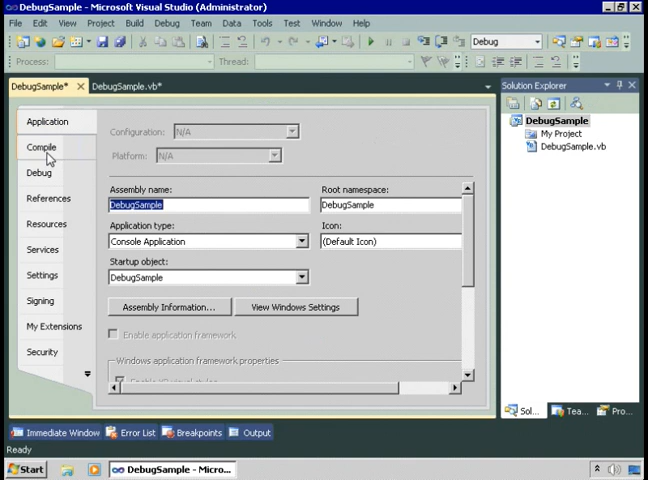 DebugSample - Microsoft Visual Studio (Administrator)
File Edit View Project Build Debug Team Data Tools Test Window Help
Debug
Process: Thread:
DebugSample* DebugSample.vb*
Solution Explorer
Application
Compile
Debug
References
Resources
Services
Settings
Signing
My Extensions
Security
Configuration: N/A
Platform: N/A
Assembly name: Root namespace:
DebugSample DebugSample
Application type: Icon:
Console Application (Default Icon)
Startup object:
DebugSample
Assembly Information... View Windows Settings
Enable application framework
Windows application framework properties
DebugSample
My Project
DebugSample.vb
Sol... Tea... Pro...
Immediate Window Error List Breakpoints Output
Ready
Start DebugSample - Micro...